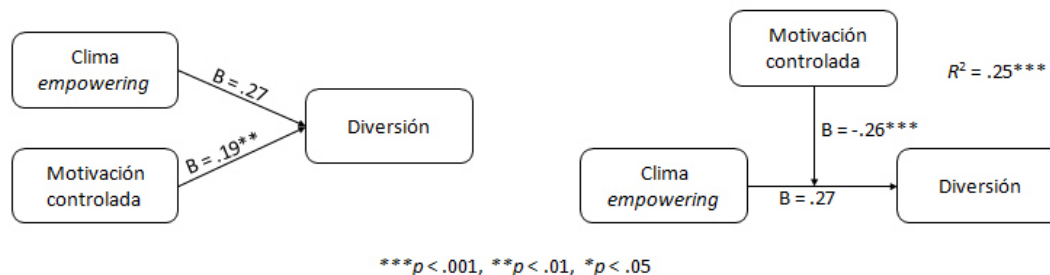 Clima
empowering
B = .27
Diversión
B = .19**
Motivación
controlada
Motivación
controlada
R² = .25***
B = -.26***
Clima
empowering
B = .27
Diversión
***p < .001, **p < .01, *p < .05